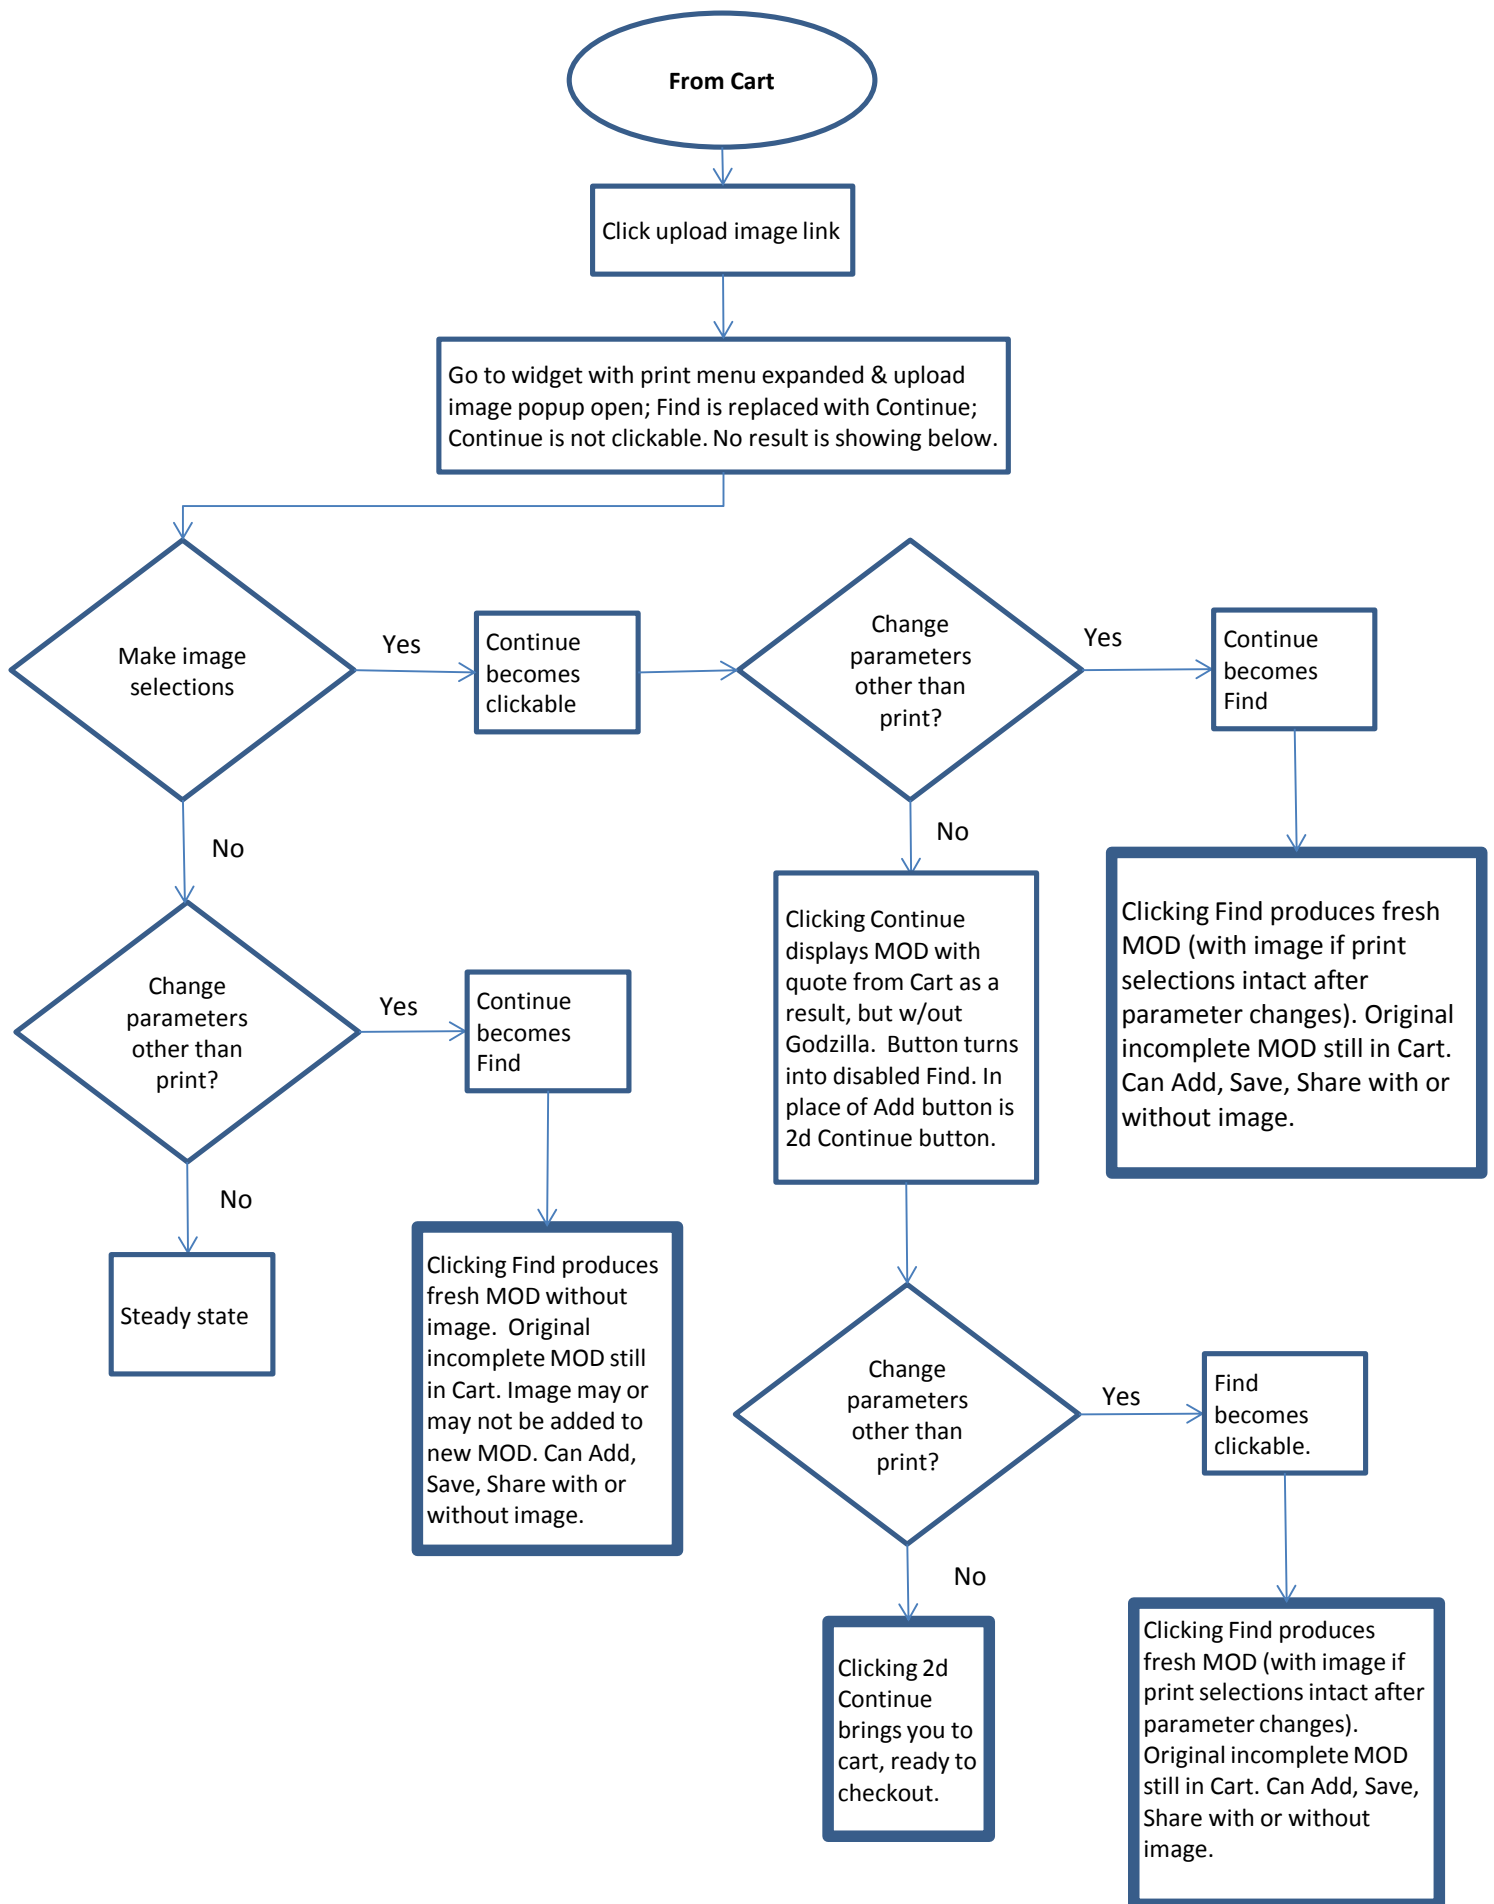 From Cart
Click upload image link
Go to widget with print menu expanded & upload
image popup open; Find is replaced with Continue;
Continue is not clickable. No result is showing below.
Make image
selections
Yes
Continue
becomes
clickable
Change
parameters
other than
print?
Yes
Continue
becomes
Find
No
No
Clicking Continue
displays MOD with
quote from Cart as a
result, but w/out
Godzilla.  Button turns
into disabled Find. In
place of Add button is
2d Continue button.
Clicking Find produces fresh
MOD (with image if print
selections intact after
parameter changes). Original
incomplete MOD still in Cart.
Can Add, Save, Share with or
without image.
Change
parameters
other than
print?
Yes
Continue
becomes
Find
No
Steady state
Clicking Find produces
fresh MOD without
image.  Original
incomplete MOD still
in Cart. Image may or
may not be added to
new MOD. Can Add,
Save, Share with or
without image.
Change
parameters
other than
print?
Yes
Find
becomes
clickable.
No
Clicking 2d
Continue
brings you to
cart, ready to
checkout.
Clicking Find produces
fresh MOD (with image if
print selections intact after
parameter changes).
Original incomplete MOD
still in Cart. Can Add, Save,
Share with or without
image.